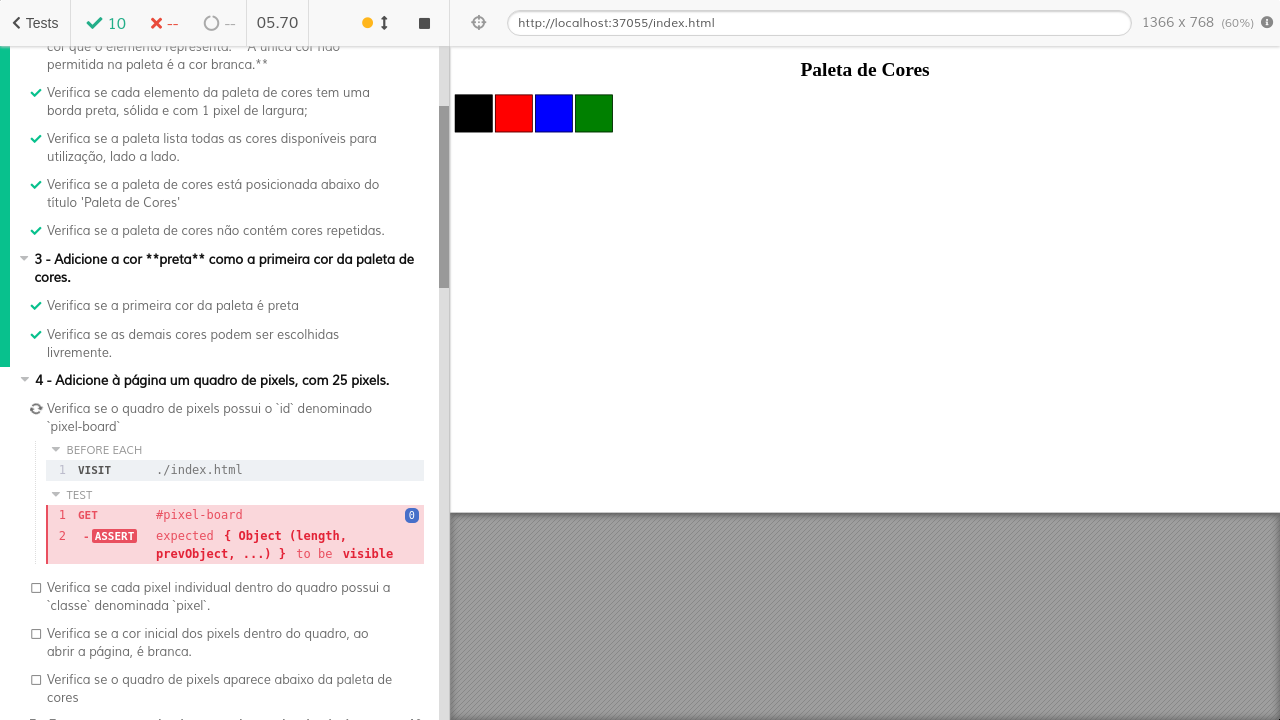 Tests
10
--
--
05.70
http://localhost:37055/index.html
1366 x 768 (60%)
cor que o elemento representa. **A única cor não
permitida na paleta é a cor branca.**
Verifica se cada elemento da paleta de cores tem uma
borda preta, sólida e com 1 pixel de largura;
Verifica se a paleta lista todas as cores disponíveis para
utilização, lado a lado.
Verifica se a paleta de cores está posicionada abaixo do
título 'Paleta de Cores'
Verifica se a paleta de cores não contém cores repetidas.
3 - Adicione a cor **preta** como a primeira cor da paleta de
cores.
Verifica se a primeira cor da paleta é preta
Verifica se as demais cores podem ser escolhidas
livremente.
4 - Adicione à página um quadro de pixels, com 25 pixels.
Verifica se o quadro de pixels possui o `id` denominado
`pixel-board`
BEFORE EACH
1 VISIT ./index.html
TEST
1 GET #pixel-board 0
2 -ASSERT expected { Object (length,
prevObject, ...) } to be visible
Verifica se cada pixel individual dentro do quadro possui a
`classe` denominada `pixel`.
Verifica se a cor inicial dos pixels dentro do quadro, ao
abrir a página, é branca.
Verifica se o quadro de pixels aparece abaixo da paleta de
cores
Paleta de Cores